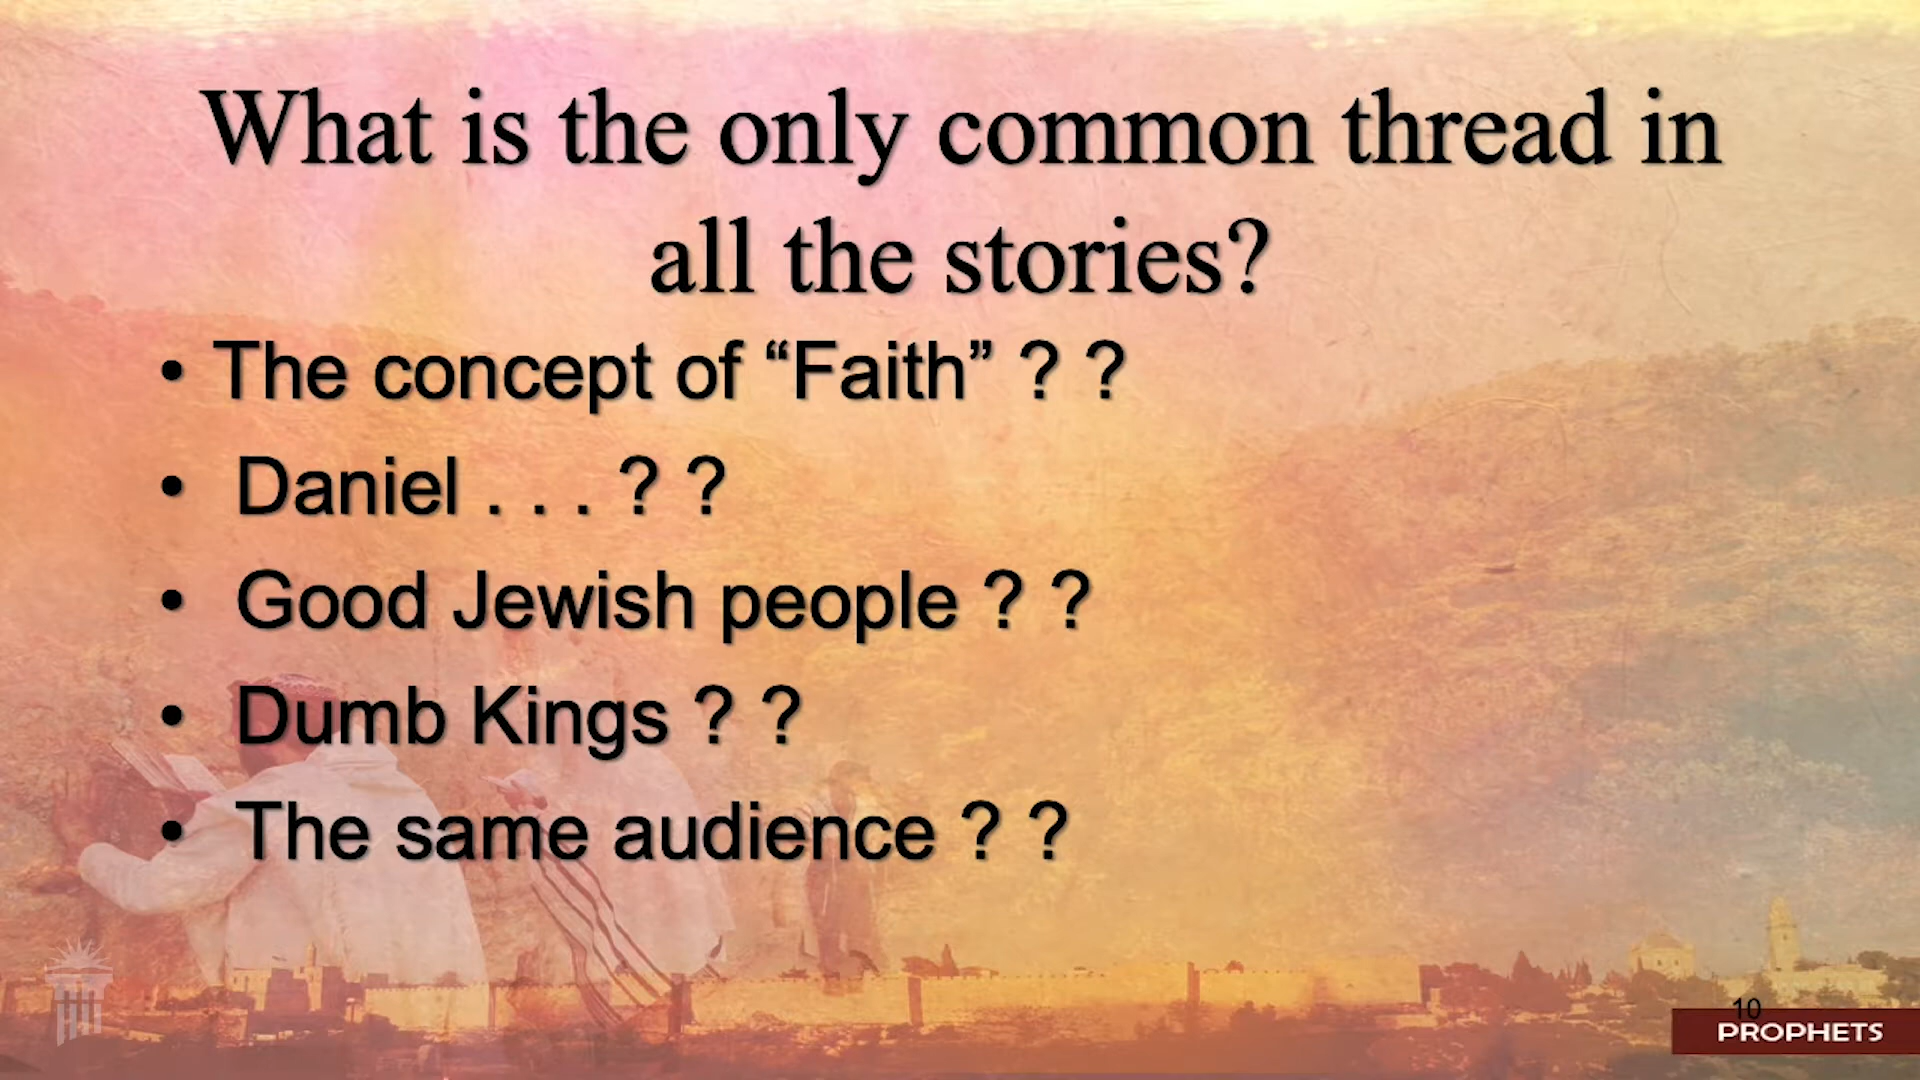 What is the only common thread in
all the stories?
• The concept of “Faith” ? ?
• Daniel . . . ? ?
• Good Jewish people ? ?
• Dumb Kings ? ?
• The same audience ? ?
10
PROPHETS